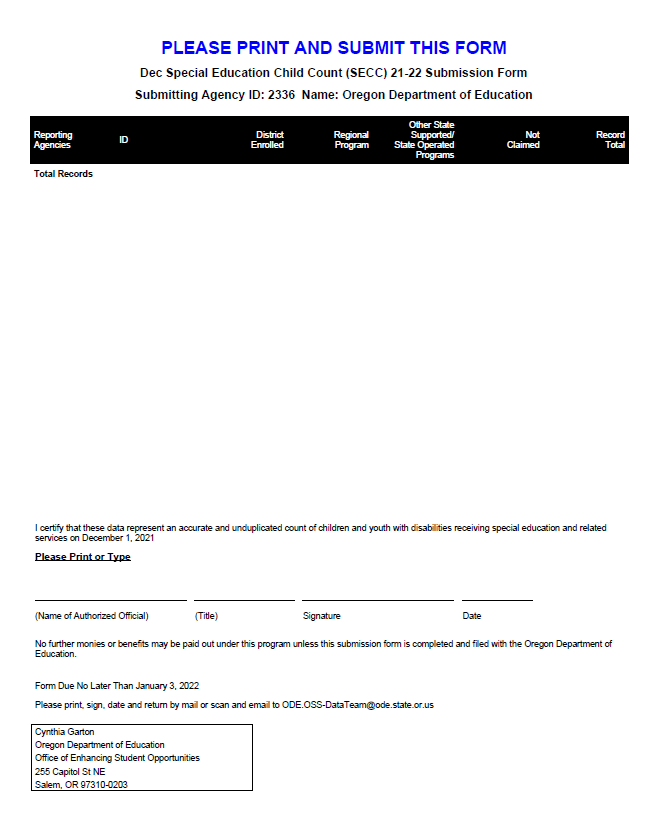 PLEASE PRINT AND SUBMIT THIS FORM
Dec Special Education Child Count (SECC) 21-22 Submission Form
Submitting Agency ID: 2336  Name: Oregon Department of Education
Reporting Agencies
ID
District Enrolled
Regional Program
Other State Supported/ State Operated Programs
Not Claimed
Record Total
Total Records
I certify that these data represent an accurate and unduplicated count of children and youth with disabilities receiving special education and related
services on December 1, 2021
Please Print or Type
(Name of Authorized Official) (Title) Signature Date
No further monies or benefits may be paid out under this program unless this submission form is completed and filed with the Oregon Department of
Education.
Form Due No Later Than January 3, 2022
Please print, sign, date and return by mail or scan and email to ODE.OSS-DataTeam@ode.state.or.us
Cynthia Garton
Oregon Department of Education
Office of Enhancing Student Opportunities
255 Capitol St NE
Salem, OR 97310-0203